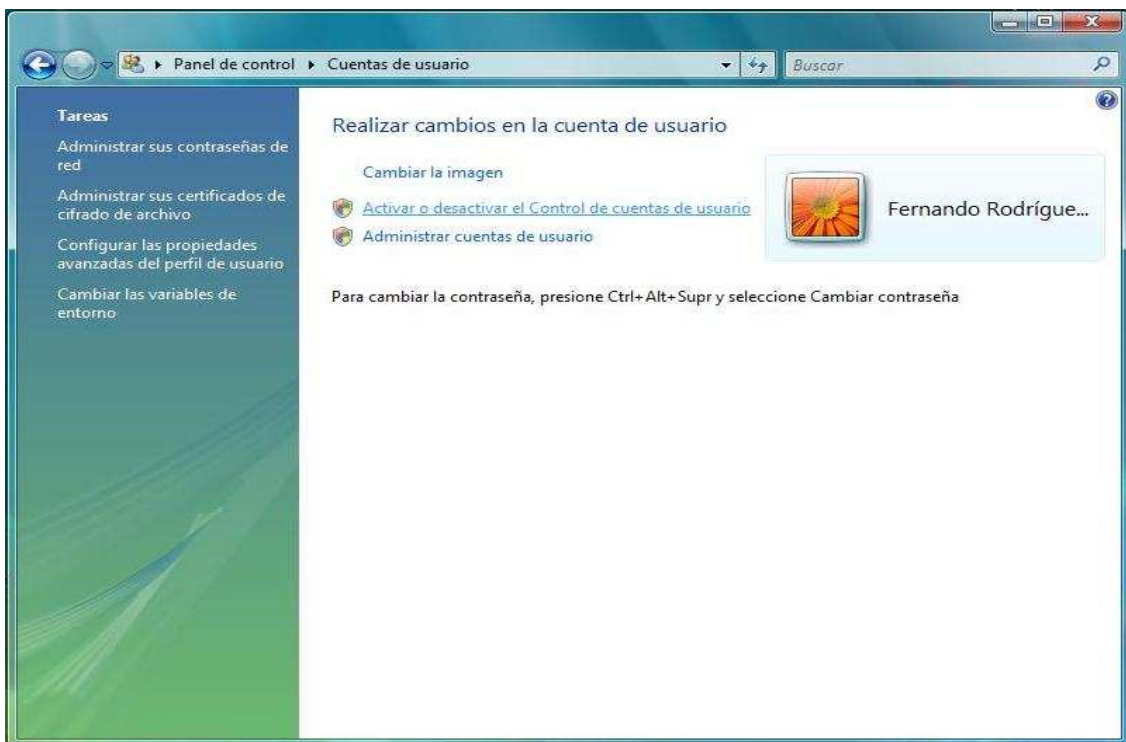 Panel de control
Cuentas de usuario
Buscar
Tareas
Administrar sus contraseñas de
red
Administrar sus certificados de
cifrado de archivo
Configurar las propiedades
avanzadas del perfil de usuario
Cambiar las variables de
entorno
Realizar cambios en la cuenta de usuario
Cambiar la imagen
Activar o desactivar el Control de cuentas de usuario
Administrar cuentas de usuario
Fernando Rodrígue...
Para cambiar la contraseña, presione Ctrl+Alt+Supr y seleccione Cambiar contraseña